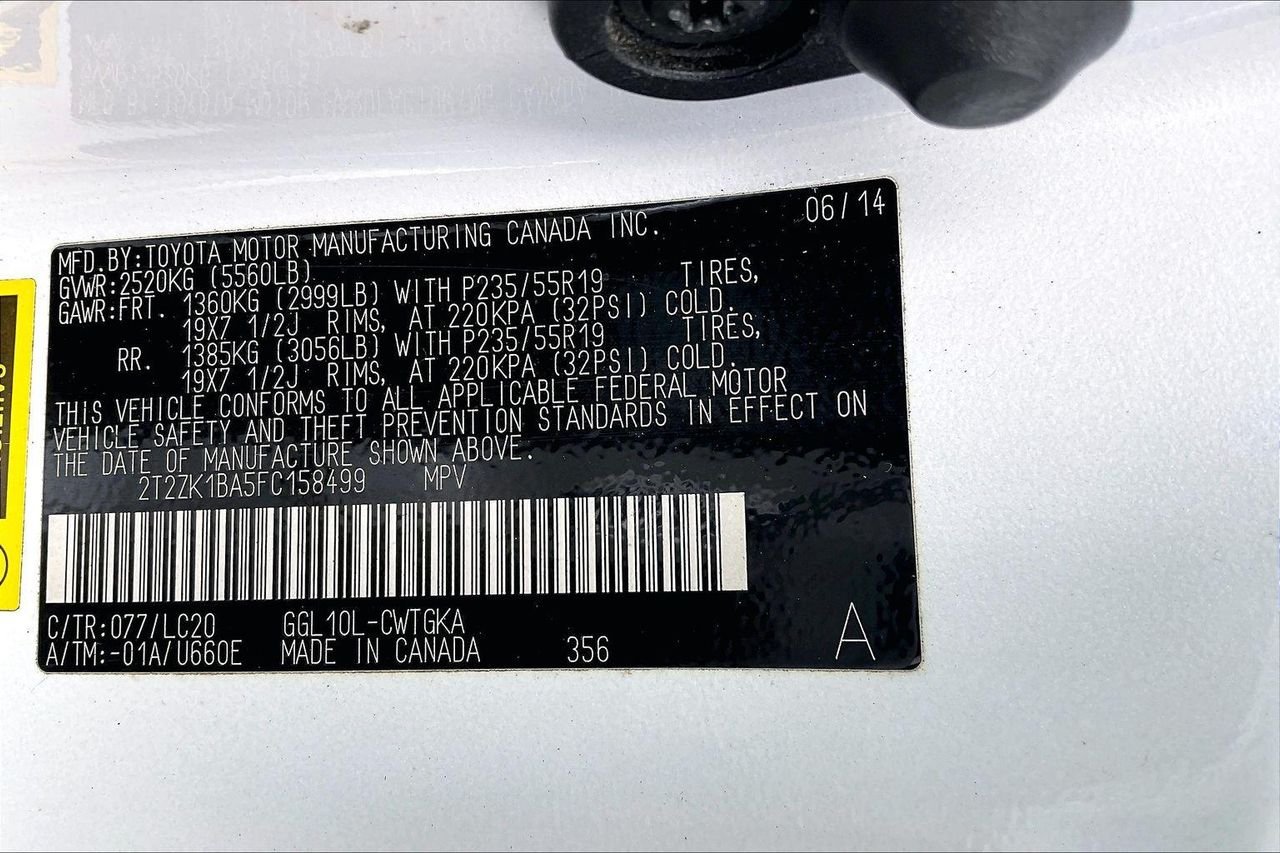 06/14
MFD.BY:TOYOTA MOTOR MANUFACTURING CANADA INC.
GVWR:2520KG (5560LB)
GAWR:FRT. 1360KG (2999LB) WITH P235/55R19 TIRES,
19X7 1/2J RIMS, AT 220KPA (32PSI) COLD.
RR. 1385KG (3056LB) WITH P235/55R19 TIRES,
19X7 1/2J RIMS, AT 220KPA (32PSI) COLD.
THIS VEHICLE CONFORMS TO ALL APPLICABLE FEDERAL MOTOR
VEHICLE SAFETY AND THEFT PREVENTION STANDARDS IN EFFECT ON
THE DATE OF MANUFACTURE SHOWN ABOVE.
2T2ZK1BA5FC158499 MPV
C/TR:077/LC20 GGL10L-CWTGKA
A/TM:-01A/U660E MADE IN CANADA 356
A